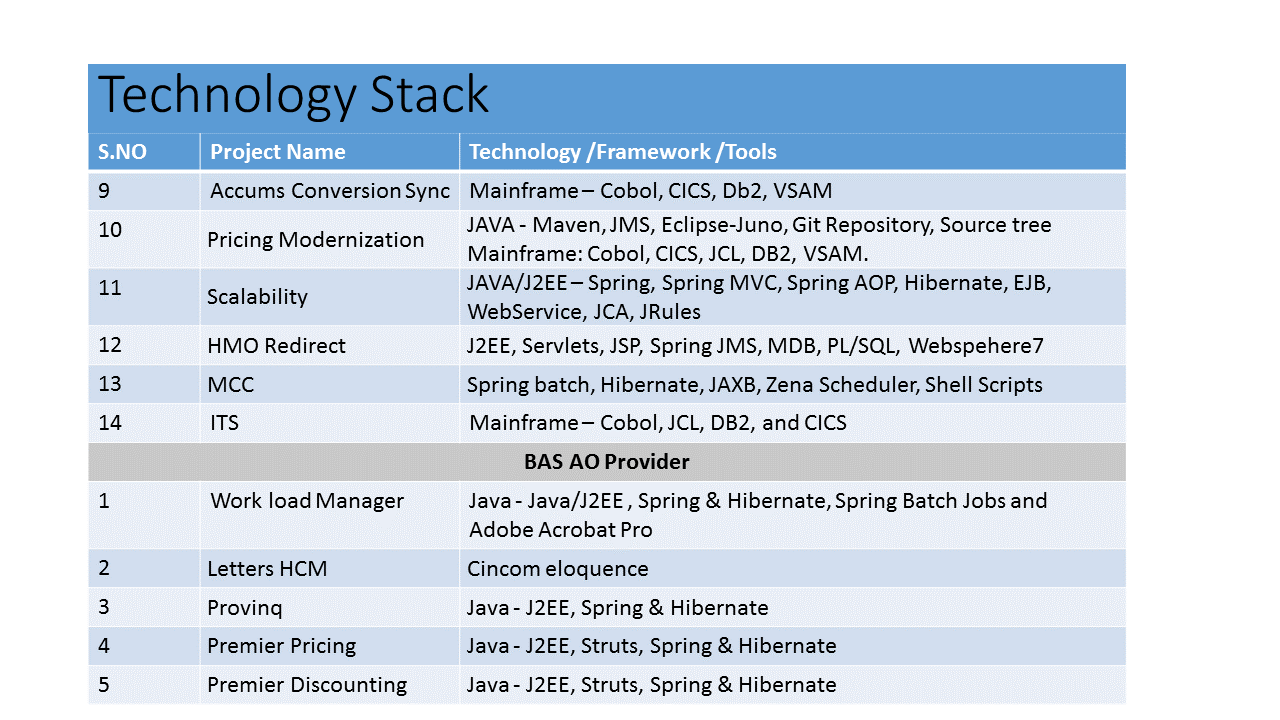 Technology Stack
S.NO Project Name Technology /Framework /Tools
9 Accums Conversion Sync Mainframe – Cobol, CICS, Db2, VSAM
10 Pricing Modernization JAVA - Maven, JMS, Eclipse-Juno, Git Repository, Source tree
Mainframe: Cobol, CICS, JCL, DB2, VSAM.
11 Scalability JAVA/J2EE – Spring, Spring MVC, Spring AOP, Hibernate, EJB,
WebService, JCA, JRules
12 HMO Redirect J2EE, Servlets, JSP, Spring JMS, MDB, PL/SQL, Webspehere7
13 MCC Spring batch, Hibernate, JAXB, Zena Scheduler, Shell Scripts
14 ITS Mainframe – Cobol, JCL, DB2, and CICS
BAS AO Provider
1 Work load Manager Java - Java/J2EE , Spring & Hibernate, Spring Batch Jobs and
Adobe Acrobat Pro
2 Letters HCM Cincom eloquence
3 Provinq Java - J2EE, Spring & Hibernate
4 Premier Pricing Java - J2EE, Struts, Spring & Hibernate
5 Premier Discounting Java - J2EE, Struts, Spring & Hibernate